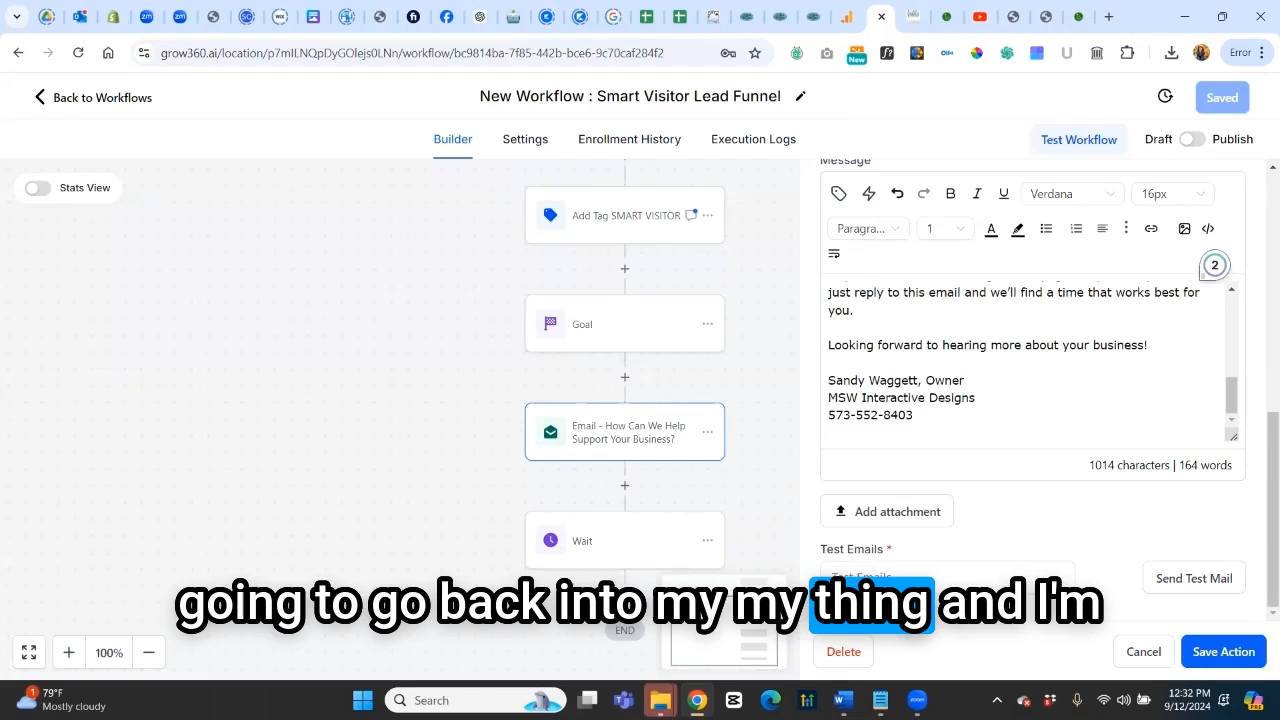 grow360.ai/location/p7mILNQpDyGOlejs0LNn/workflow/bc9814ba-7f85-442b-bce6-9c70caf284f2
New
Error
Back to Workflows
New Workflow : Smart Visitor Lead Funnel
Saved
Builder
Settings
Enrollment History
Execution Logs
Test Workflow
Draft
Publish
Stats View
Add Tag SMART VISITOR
Goal
Email - How Can We Help
Support Your Business?
Wait
END
100%
Message
Verdana
16px
Paragra...
1
2
just reply to this email and we'll find a time that works best for
you.
Looking forward to hearing more about your business!
Sandy Waggett, Owner
MSW Interactive Designs
573-552-8403
1014 characters | 164 words
Add attachment
Test Emails *
Test Emails
Send Test Mail
going to go back into my my thing and I'm
Delete
Cancel
Save Action
1
79°F
Mostly cloudy
Search
12:32 PM
9/12/2024